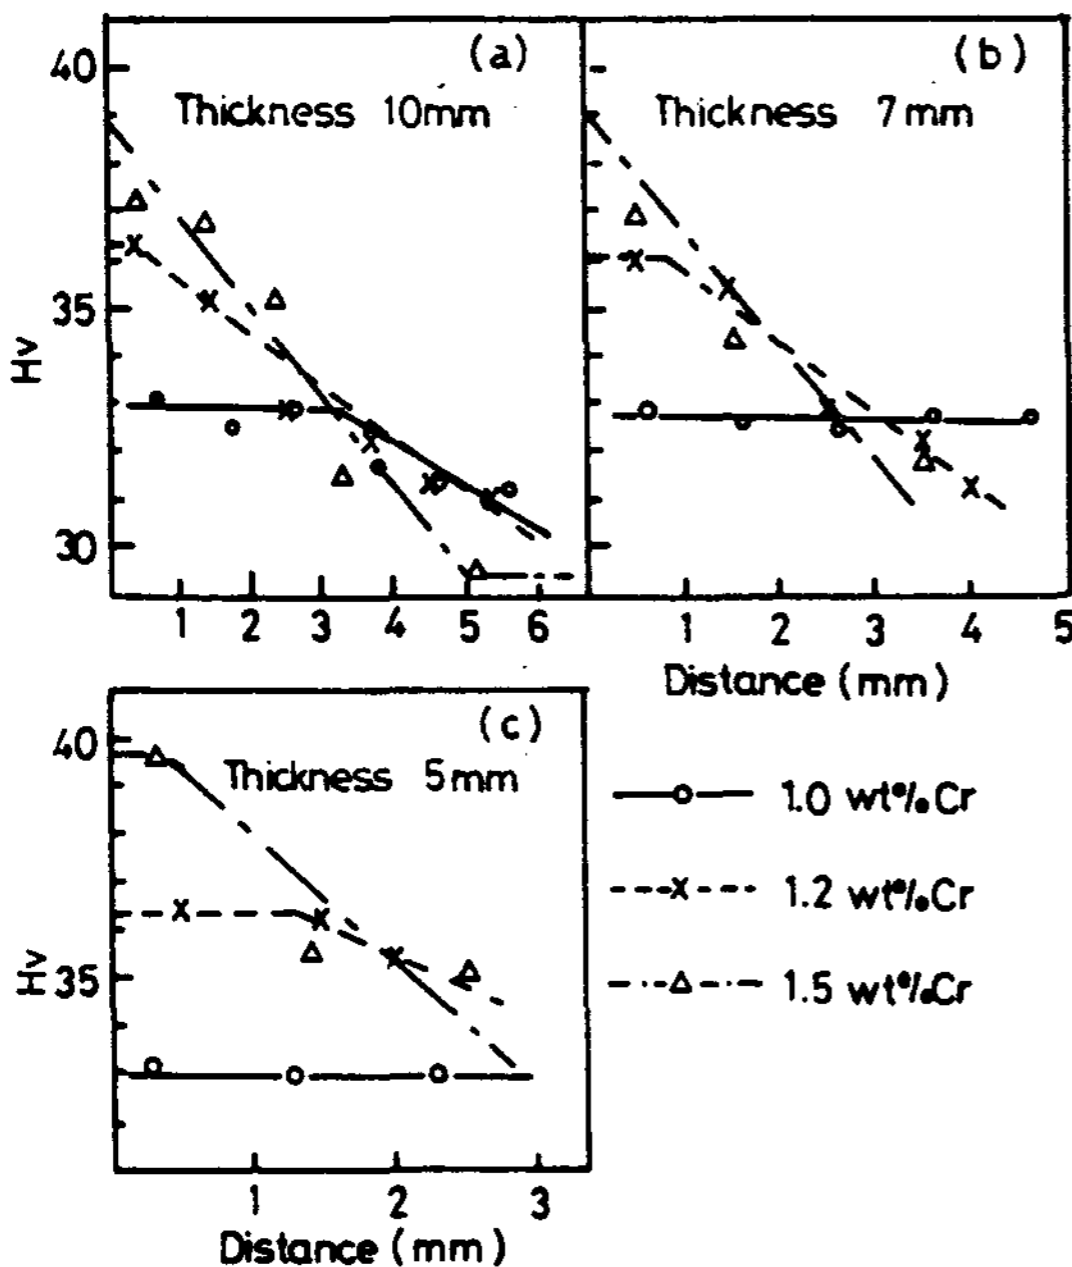 (a)
Thickness 10mm
40
35
30
Hv
1 2 3 4 5 6
(b)
Thickness 7mm
1 2 3 4 5
Distance (mm)
(c)
Thickness 5mm
40
35
Hv
1 2 3
Distance (mm)
1.0 wt%Cr
1.2 wt%Cr
1.5 wt%Cr